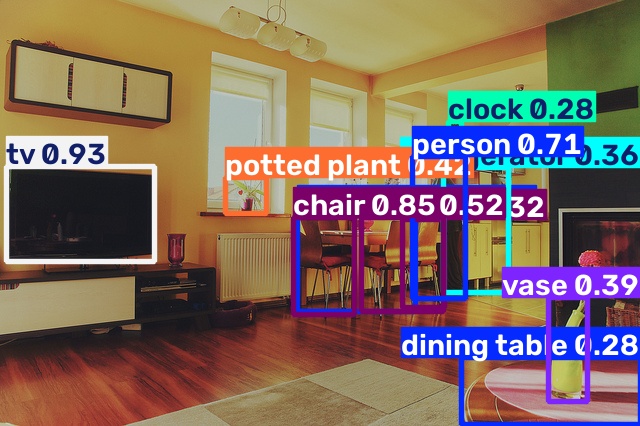 clock 0.28
person 0.71
tv 0.93
erator 0.36
potted plant 0.42
chair 0.85
0.52
32
vase 0.39
dining table 0.28